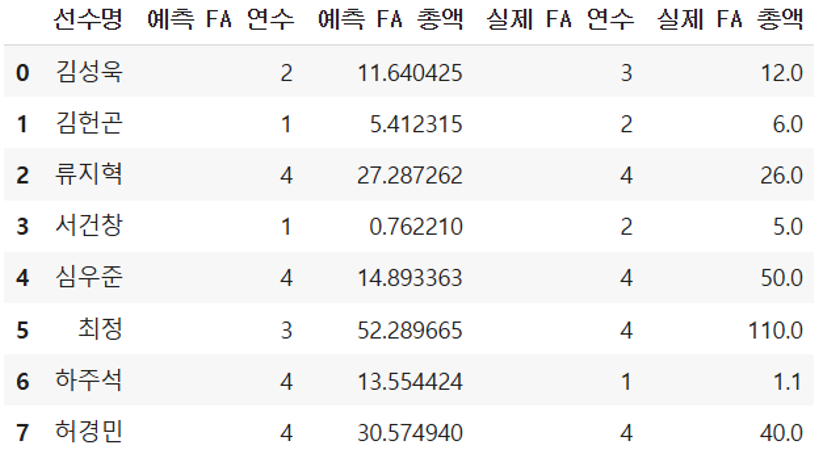 선수명 예측 FA 연수 예측 FA 총액 실제 FA 연수 실제 FA 총액
0 김성욱 2 11.640425 3 12.0
1 김헌곤 1 5.412315 2 6.0
2 류지혁 4 27.287262 4 26.0
3 서건창 1 0.762210 2 5.0
4 심우준 4 14.893363 4 50.0
5 최정 3 52.289665 4 110.0
6 하주석 4 13.554424 1 1.1
7 허경민 4 30.574940 4 40.0